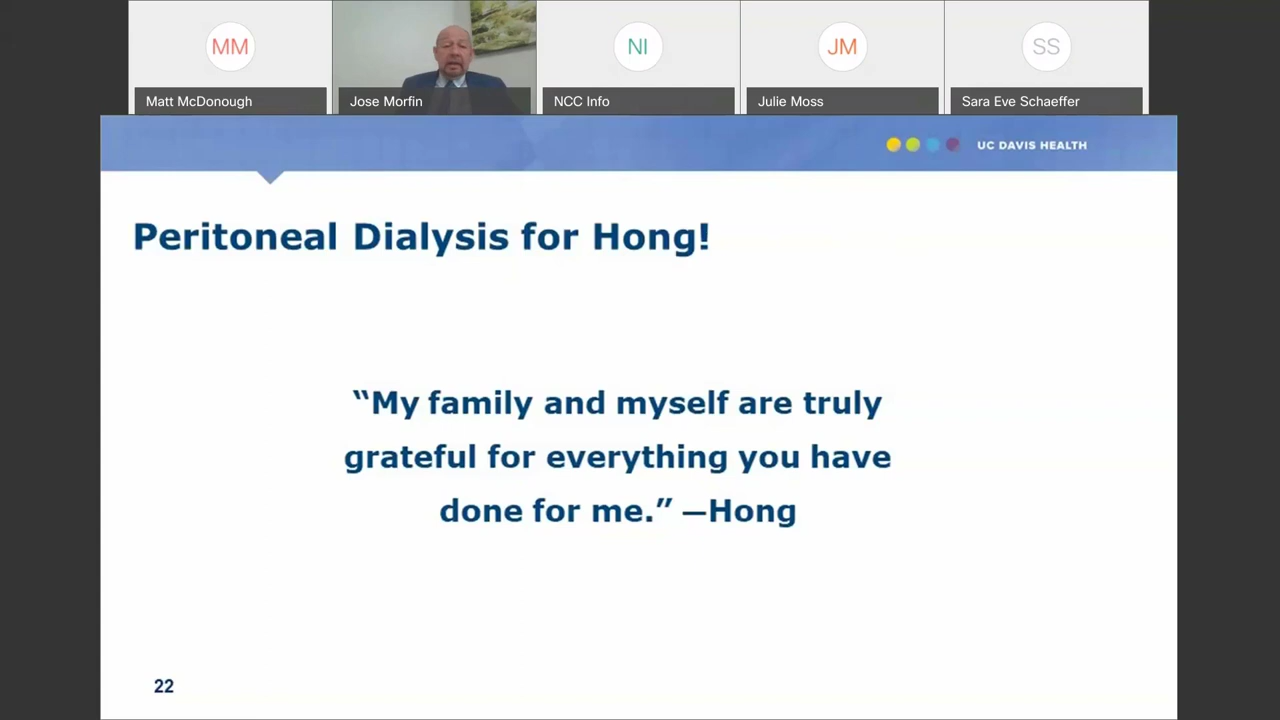 MM
NI
JM
SS
Matt McDonough
Jose Morfin
NCC Info
Julie Moss
Sara Eve Schaeffer
UC DAVIS HEALTH
Peritoneal Dialysis for Hong!
“My family and myself are truly
grateful for everything you have
done for me.” —Hong
22